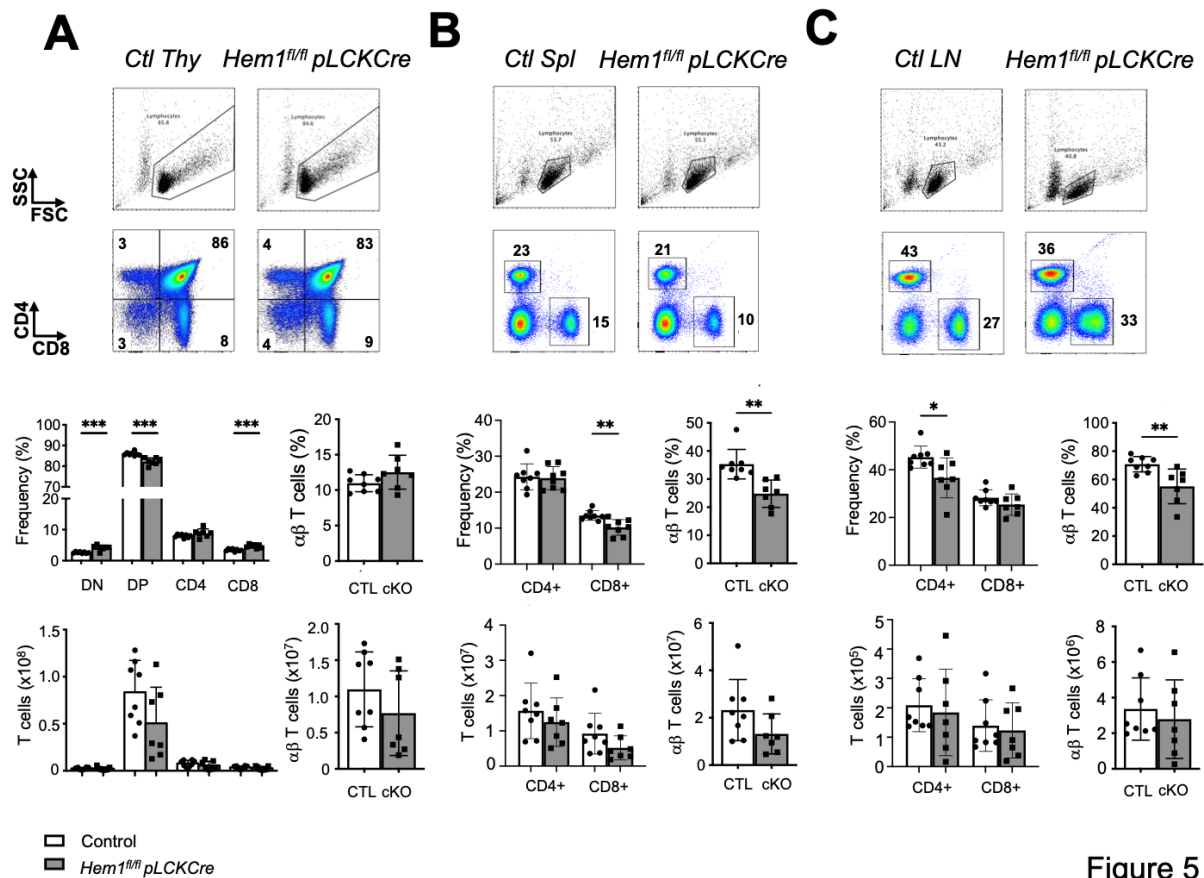 A
B
C
Ctl Thy Hem1fl/fl pLCKCre
Ctl Spl Hem1fl/fl pLCKCre
Ctl LN Hem1fl/fl pLCKCre
Lymphocytes
85.8
Lymphocytes
84.6
Lymphocytes
53.7
Lymphocytes
55.1
Lymphocytes
43.2
Lymphocytes
40.8
SSC
FSC
3 86
3 8
4 83
4 9
23
15
21
10
43
27
36
33
CD4
CD8
Frequency (%)
100
90
80
70
10
0
*** *** ***
DN DP CD4 CD8
αβ T cells (%)
15
10
5
0
CTL cKO
Frequency (%)
40
30
20
10
0
**
CD4+ CD8+
αβ T cells (%)
50
40
30
20
10
0
**
CTL cKO
Frequency (%)
60
40
20
0
*
CD4+ CD8+
αβ T cells (%)
100
80
60
40
20
0
**
CTL cKO
T cells (x10⁸)
1.5
1.0
0.5
0
αβ T cells (x10⁷)
2.0
1.5
1.0
0.5
0
CTL cKO
T cells (x10⁷)
4
3
2
1
0
CD4+ CD8+
αβ T cells (x10⁷)
6
4
2
0
CTL cKO
T cells (x10⁵)
5
4
3
2
1
0
CD4+ CD8+
αβ T cells (x10⁶)
8
6
4
2
0
CTL cKO
Control
Hem1fl/fl pLCKCre
Figure 5